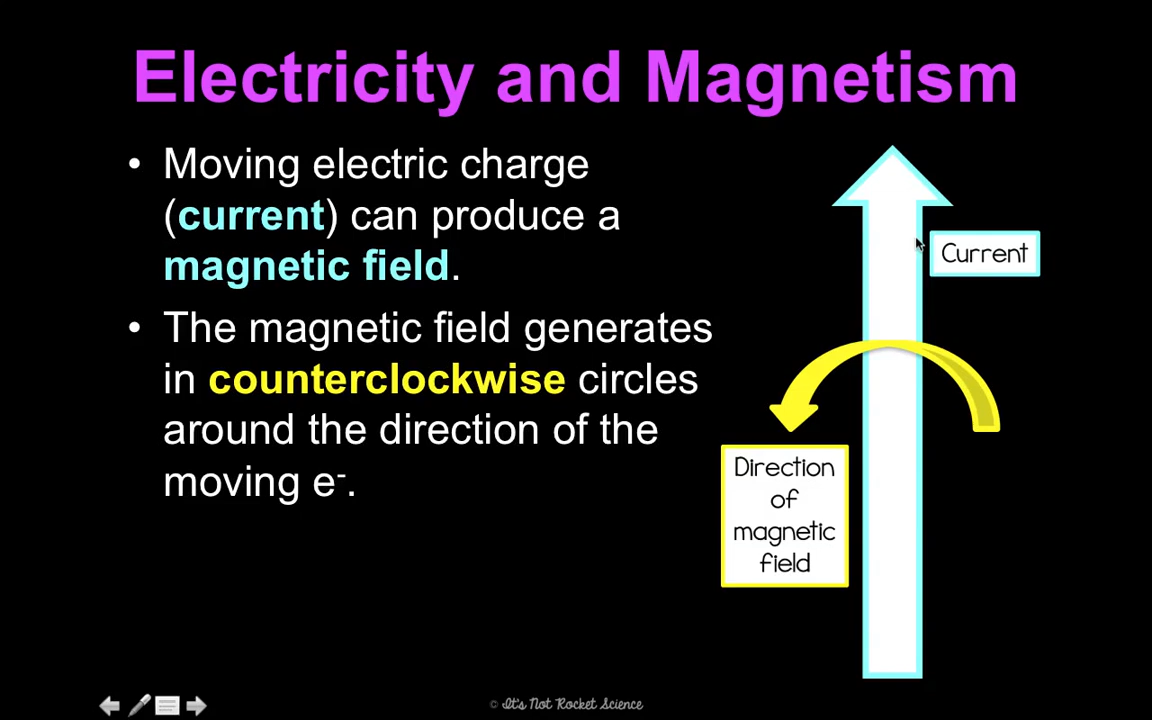 Electricity and Magnetism
• Moving electric charge
(current) can produce a
magnetic field.
• The magnetic field generates
in counterclockwise circles
around the direction of the
moving e⁻.
Current
Direction
of
magnetic
field
© It's Not Rocket Science